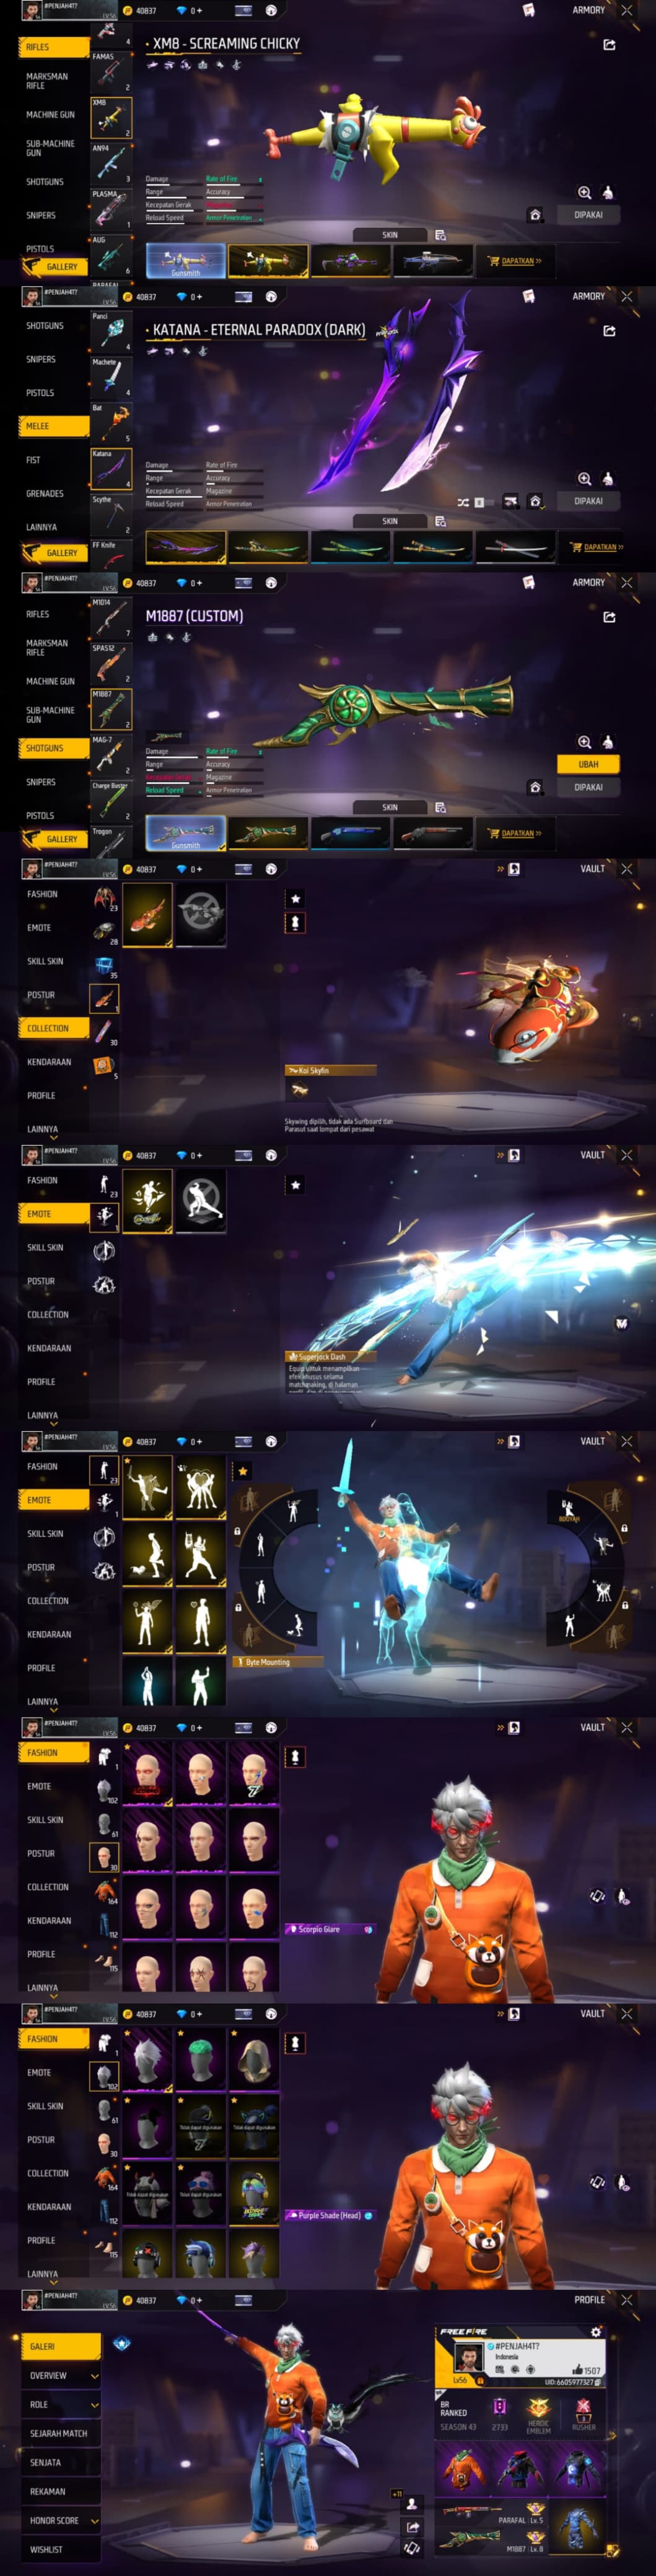 #PENJAH4T?
LV.56
40837
0 +
ARMORY
RIFLES
MARKSMAN RIFLE
MACHINE GUN
SUB-MACHINE GUN
SHOTGUNS
SNIPERS
PISTOLS
GALLERY
4
FAMAS
2
XM8
2
AN94
3
PLASMA
1
AUG
6
PARAFAL
XM8 - SCREAMING CHICKY
Damage
Rate of Fire
Range
Accuracy
Kecepatan Gerak
Reload Speed
Armor Penetration
DIPAKAI
SKIN
Gunsmith
DAPATKAN >>
#PENJAH4T?
LV.56
40837
0 +
ARMORY
SHOTGUNS
SNIPERS
PISTOLS
MELEE
FIST
GRENADES
LAINNYA
GALLERY
Panci
4
Machete
4
Bat
5
Katana
4
Scythe
2
FF Knife
KATANA - ETERNAL PARADOX (DARK)
Damage
Rate of Fire
Range
Accuracy
Kecepatan Gerak
Magazine
Reload Speed
Armor Penetration
DIPAKAI
SKIN
DAPATKAN >>
#PENJAH4T?
LV.56
40837
0 +
ARMORY
RIFLES
MARKSMAN RIFLE
MACHINE GUN
SUB-MACHINE GUN
SHOTGUNS
SNIPERS
PISTOLS
GALLERY
M1014
7
SPAS12
2
M1887
2
MAG-7
2
Charge Buster
2
Trogon
M1887 (CUSTOM)
Damage
Rate of Fire
Range
Accuracy
Magazine
Reload Speed
Armor Penetration
UBAH
DIPAKAI
SKIN
Gunsmith
DAPATKAN >>
#PENJAH4T?
LV.56
40837
0 +
VAULT
FASHION
EMOTE
SKILL SKIN
POSTUR
COLLECTION
KENDARAAN
PROFILE
LAINNYA
23
28
35
1
30
5
Koi Skyfin
Skywing dipilih, tidak ada Surfboard dan
Parasut saat lompat dari pesawat
#PENJAH4T?
LV.56
40837
0 +
VAULT
FASHION
EMOTE
SKILL SKIN
POSTUR
COLLECTION
KENDARAAN
PROFILE
LAINNYA
23
1
Superjock Dash
Equip untuk menampilkan
efek khusus selama
matchmaking, di halaman
#PENJAH4T?
LV.56
40837
0 +
VAULT
FASHION
EMOTE
SKILL SKIN
POSTUR
COLLECTION
KENDARAAN
PROFILE
LAINNYA
23
1
BOOYAH
Byte Mounting
#PENJAH4T?
LV.56
40837
0 +
VAULT
FASHION
EMOTE
SKILL SKIN
POSTUR
COLLECTION
KENDARAAN
PROFILE
LAINNYA
1
102
61
30
164
112
115
Scorpio Glare
#PENJAH4T?
LV.56
40837
0 +
VAULT
FASHION
EMOTE
SKILL SKIN
POSTUR
COLLECTION
KENDARAAN
PROFILE
LAINNYA
1
102
61
30
164
112
115
Tidak dapat digunakan
Tidak dapat digunakan
Tidak dapat digunakan
Tidak dapat digunakan
Purple Shade (Head)
#PENJAH4T?
LV.56
40837
0 +
PROFILE
GALERI
OVERVIEW
ROLE
SEJARAH MATCH
SENJATA
REKAMAN
HONOR SCORE
WISHLIST
+11
FREE FIRE
#PENJAH4T?
Indonesia
1507
Lv56
UID:6605977327
BR
RANKED
SEASON 43
2733
HEROIC
EMBLEM
RUSHER
PARAFAL | Lv. 5
M1887 | Lv. 8